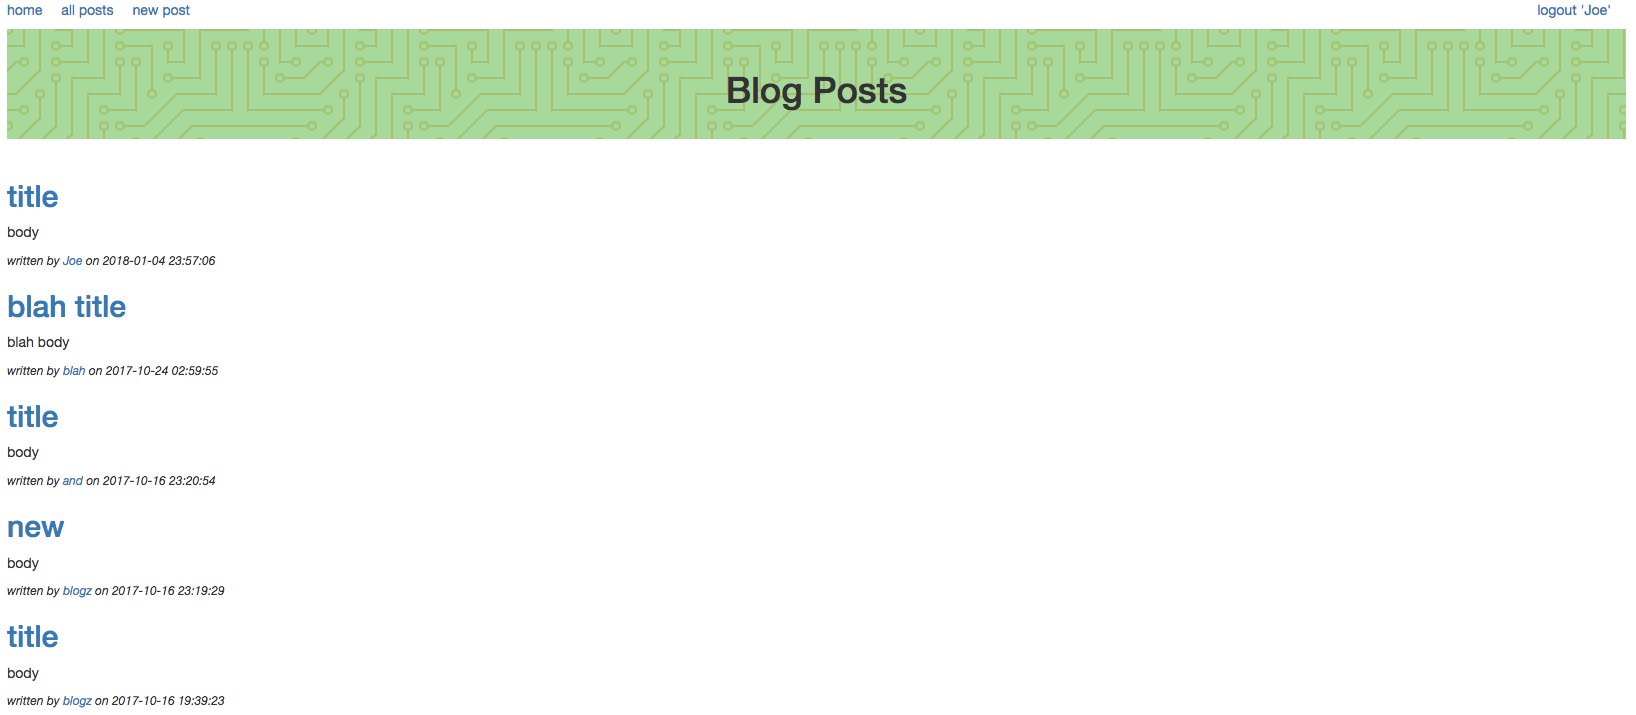 home all posts new post logout 'Joe'
Blog Posts
title
body
written by Joe on 2018-01-04 23:57:06
blah title
blah body
written by blah on 2017-10-24 02:59:55
title
body
written by and on 2017-10-16 23:20:54
new
body
written by blogz on 2017-10-16 23:19:29
title
body
written by blogz on 2017-10-16 19:39:23